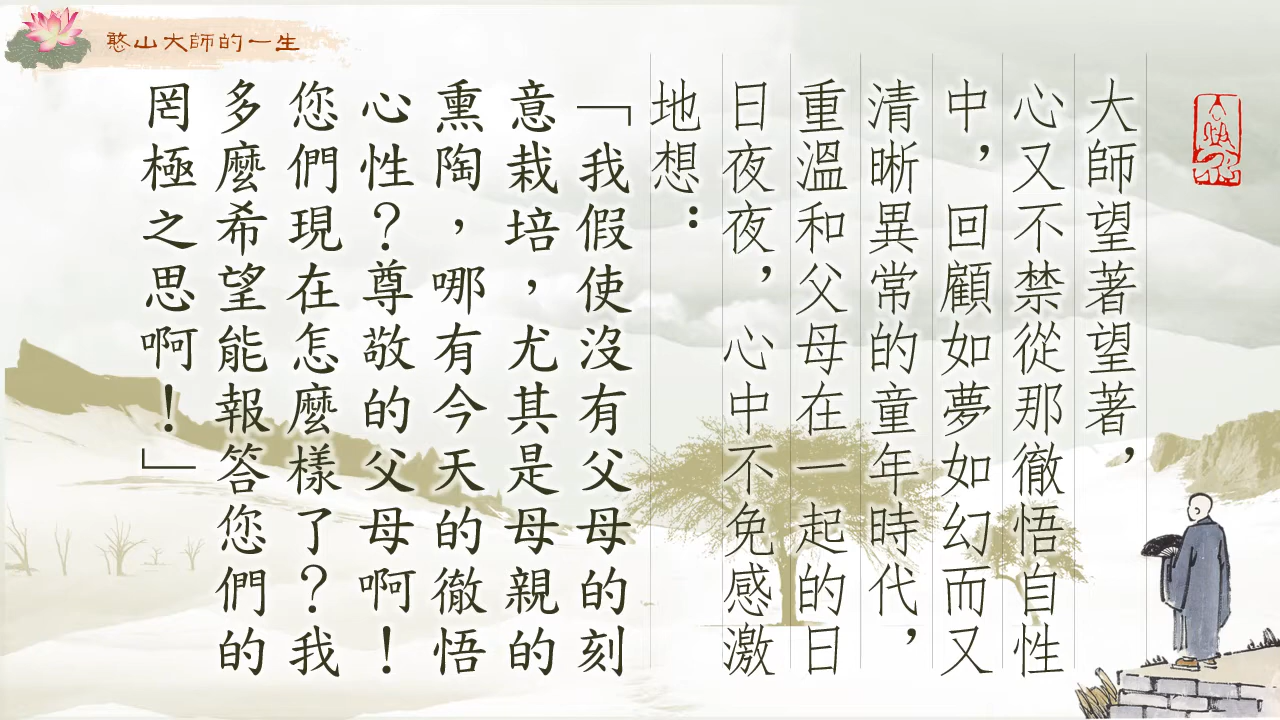 憨山大師的一生
大師望著望著，
心又不禁從那徹悟自性
中，回顧如夢如幻而又
清晰異常的童年時代，
重溫和父母在一起的日
日夜夜，心中不免感激
地想：
「我假使沒有父母的刻
意栽培，尤其是母親的
熏陶，哪有今天的徹悟
心性？尊敬的父母啊！
您們現在怎麼樣了？我
多麼希望能報答您們的
罔極之思啊！」